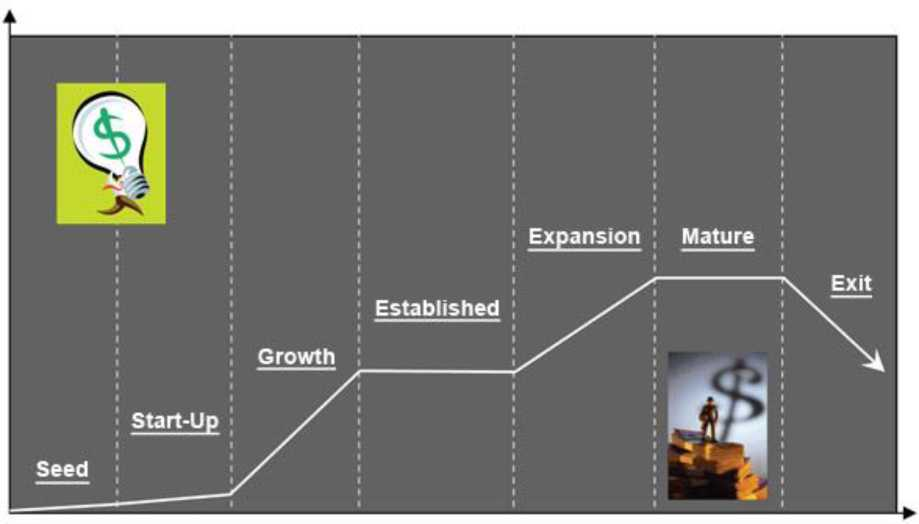 Seed
Start-Up
Growth
Established
Expansion
Mature
Exit
$
$